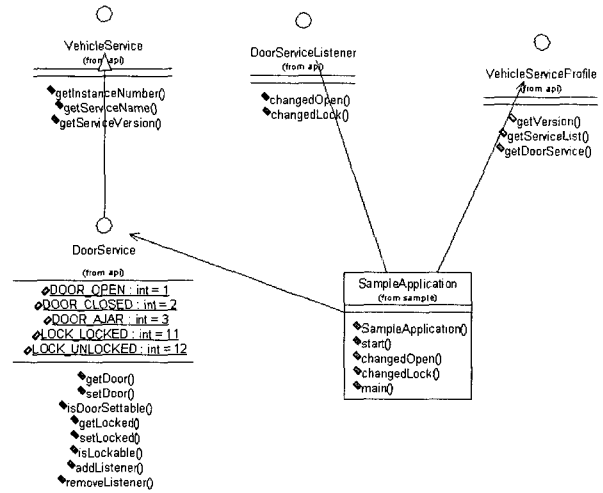 VehicleService
(from api)
getInstanceNumber()
getServiceName()
getServiceVersion()
DoorServiceListener
(from api)
changedOpen()
changedLock()
VehicleServiceProfile
(from api)
getVersion()
getServiceList()
getDoorService()
DoorService
(from api)
DOOR_OPEN : int = 1
DOOR_CLOSED : int = 2
DOOR_AJAR : int = 3
LOCK_LOCKED : int = 11
LOCK_UNLOCKED : int = 12
getDoor()
setDoor()
isDoorSettable()
getLocked()
setLocked()
isLockable()
addListener()
removeListener()
SampleApplication
(from sample)
SampleApplication()
start()
changedOpen()
changedLock()
main()